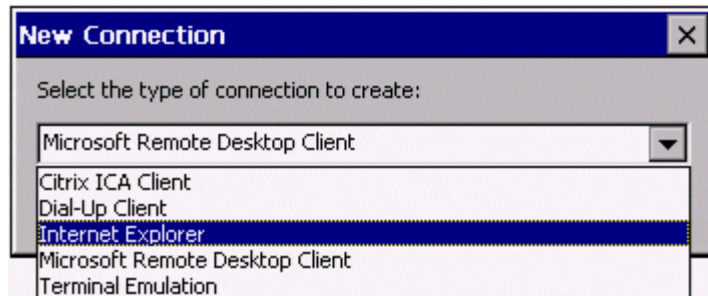 New Connection
Select the type of connection to create:
Microsoft Remote Desktop Client
Citrix ICA Client
Dial-Up Client
Internet Explorer
Microsoft Remote Desktop Client
Terminal Emulation